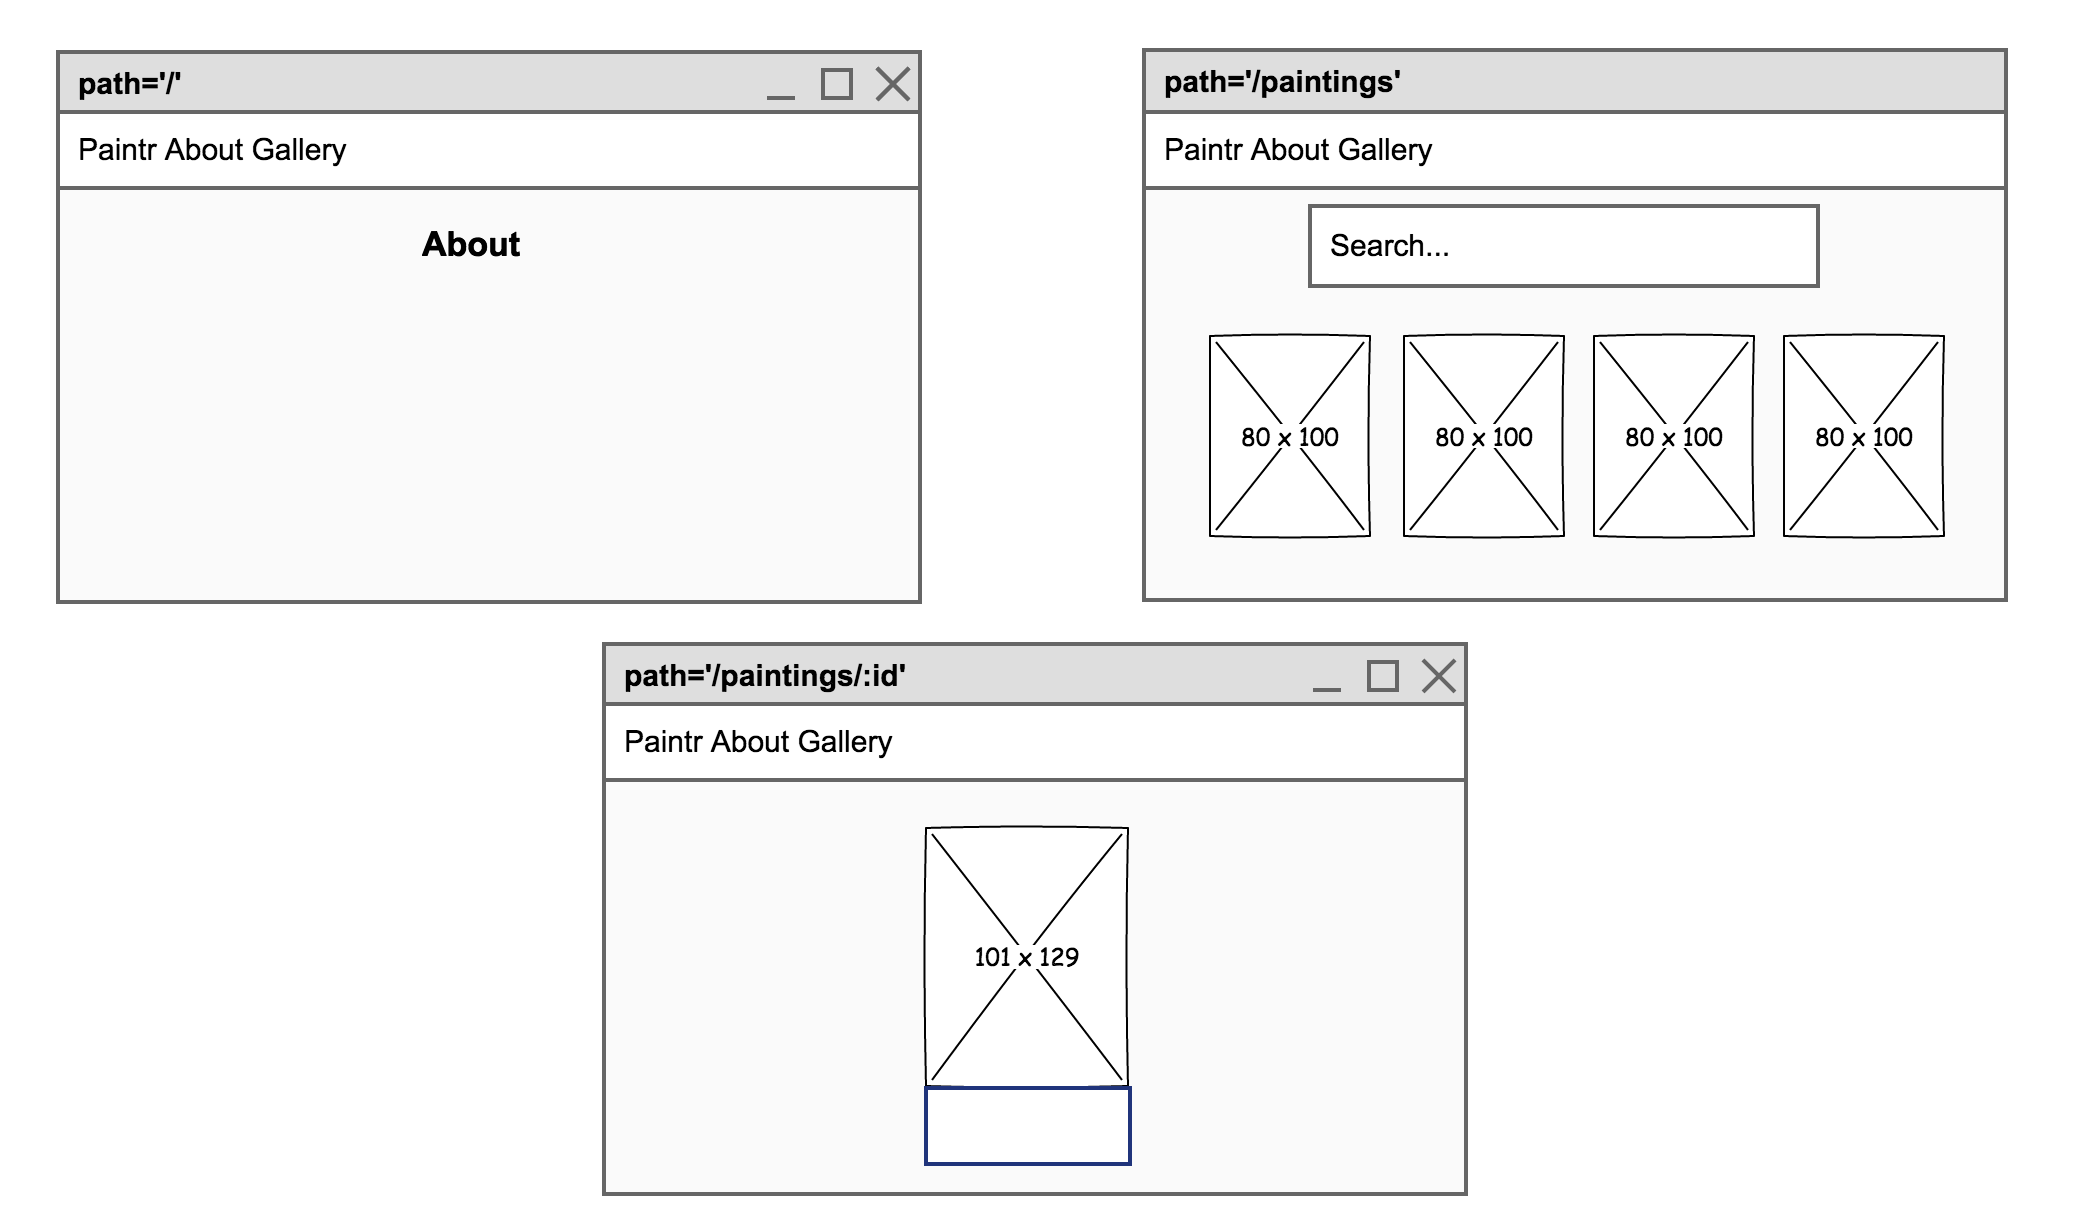 path='/'
Paintr About Gallery
About
path='/paintings'
Paintr About Gallery
Search...
80 x 100 80 x 100 80 x 100 80 x 100
path='/paintings/:id'
Paintr About Gallery
101 x 129